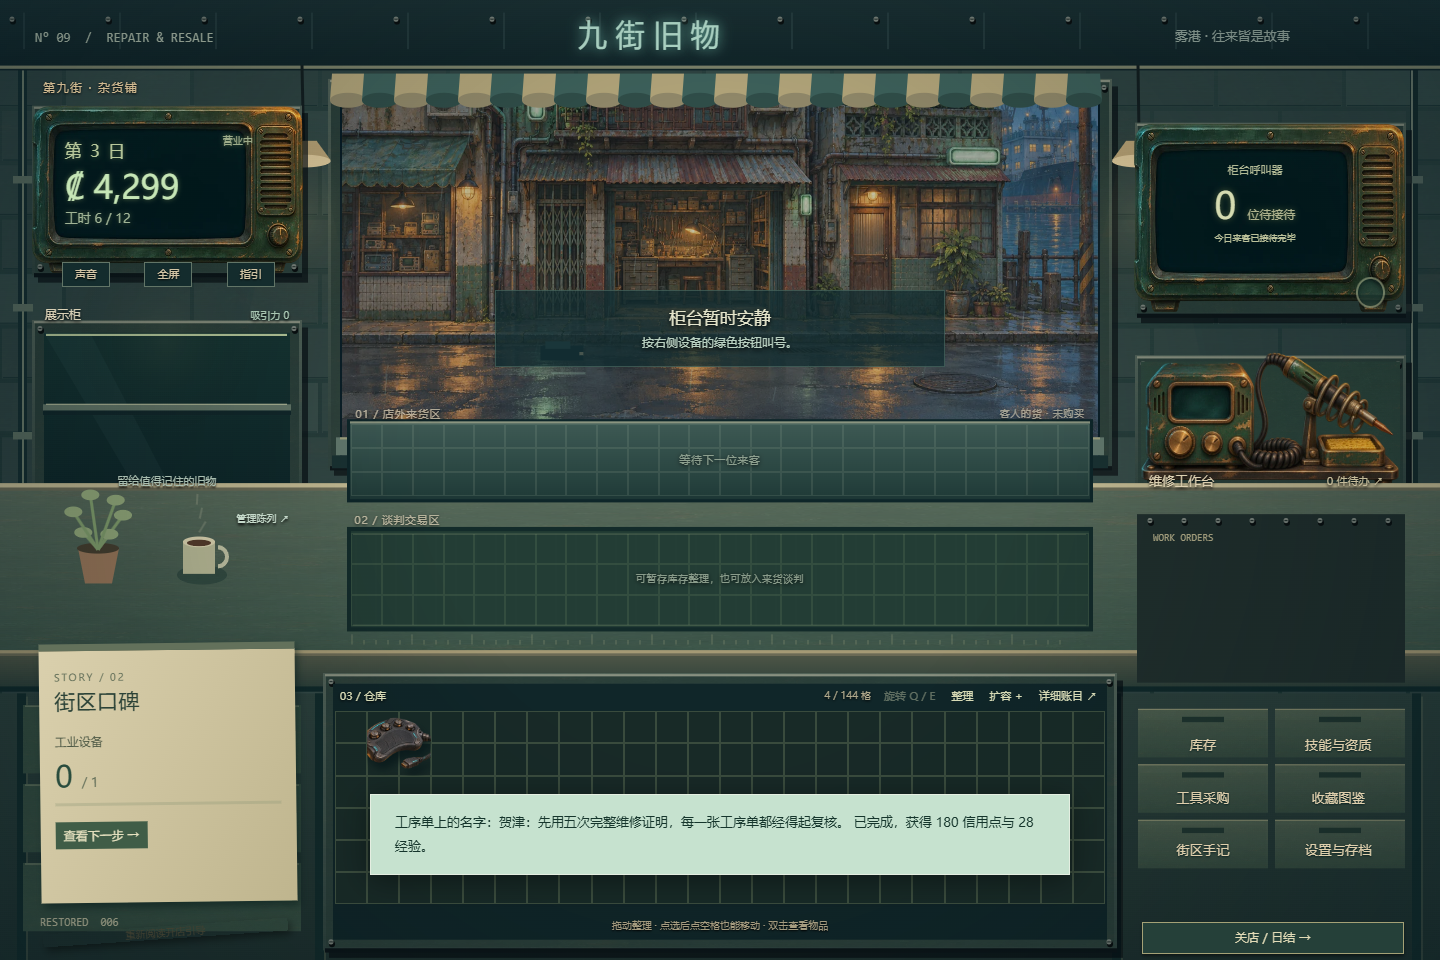 Nº 09 / REPAIR & RESALE
九街旧物
雾港 · 往来皆是故事
第九街 · 杂货铺
营业中
第 3 日
₡ 4,299
工时 6 / 12
声音
全屏
指引
展示柜
吸引力 0
留给值得记住的旧物
管理陈列 ↗
柜台呼叫器
0 位待接待
今日来客已接待完毕
柜台暂时安静
按右侧设备的绿色按钮叫号。
01 / 店外来货区
客人的货 · 未购买
等待下一位来客
02 / 谈判交易区
可暂存库存整理，也可放入来货谈判
维修工作台
0 件待办 ↗
WORK ORDERS
STORY / 02
街区口碑
工业设备
0 / 1
查看下一步 →
RESTORED 006
03 / 仓库
4 / 144 格
旋转 Q / E
整理
扩容 +
详细账目 ↗
工序单上的名字：贺津：先用五次完整维修证明，每一张工序单都经得起复核。 已完成，获得 180 信用点与 28
经验。
拖动整理 · 点选后点空格也能移动 · 双击查看物品
库存
技能与资质
工具采购
收藏图鉴
街区手记
设置与存档
关店 / 日结 →